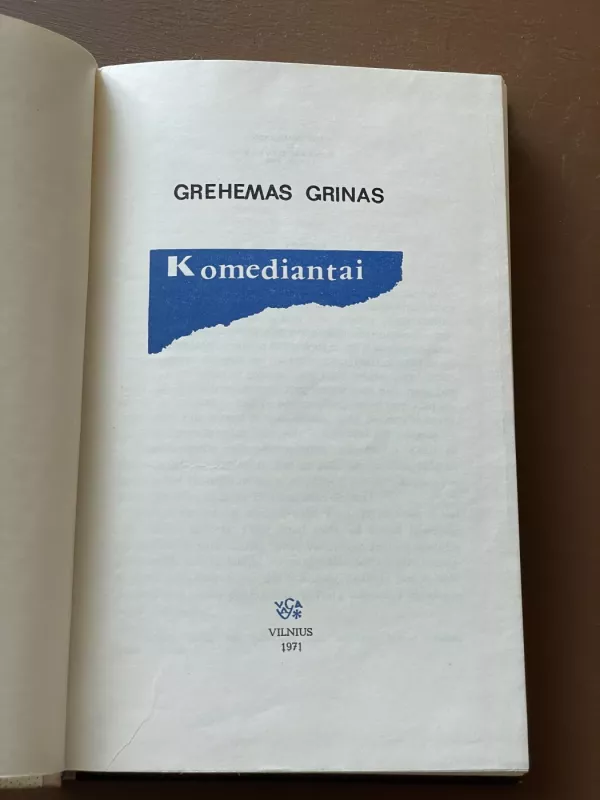 GREHEMAS GRINAS
Komediantai
VILNIUS
1971